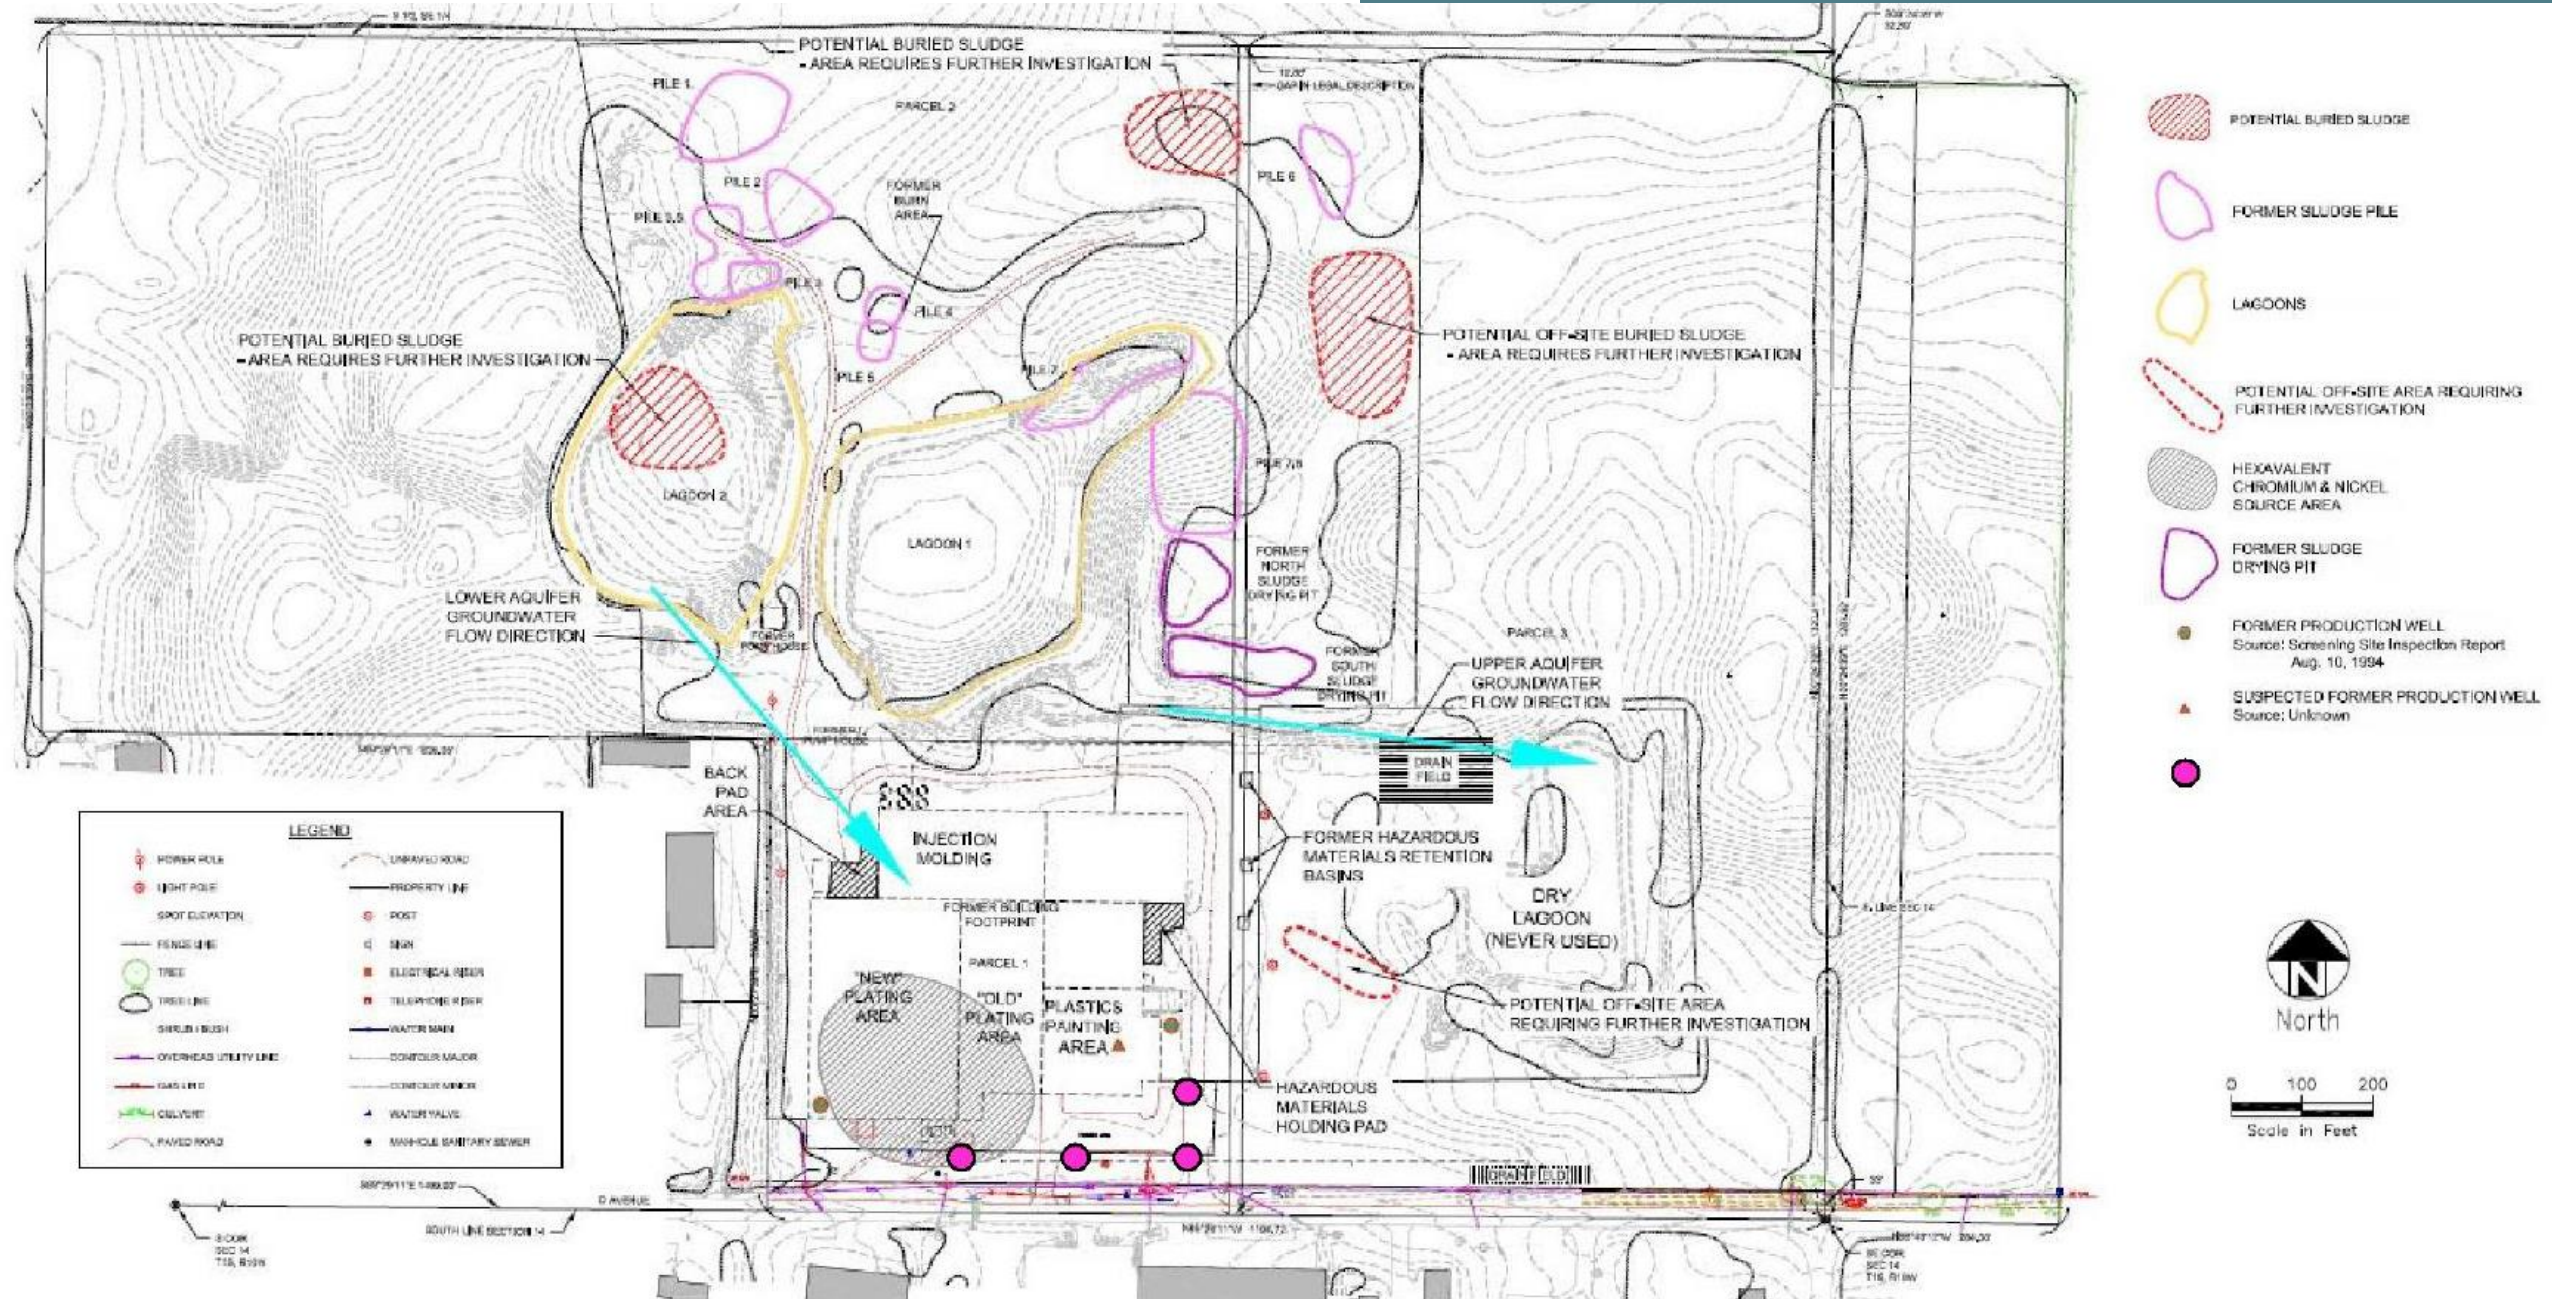 POTENTIAL BURIED SLUDGE
- AREA REQUIRES FURTHER INVESTIGATION
PILE 1
PARCEL 2
GAP IN LEGAL DESCRIPTION
PILE 2
FORMER
BURN
AREA
PILE 6
PILE 4
PILE 5
POTENTIAL BURIED SLUDGE
- AREA REQUIRES FURTHER INVESTIGATION
POTENTIAL OFF-SITE BURIED SLUDGE
- AREA REQUIRES FURTHER INVESTIGATION
PILE 7
LAGOON 2
LAGOON 1
FORMER
NORTH
SLUDGE
DRYING PIT
LOWER AQUIFER
GROUNDWATER
FLOW DIRECTION
FORMER
SOUTH
SLUDGE
DRYING PIT
PARCEL 3
UPPER AQUIFER
GROUNDWATER
FLOW DIRECTION
BACK
PAD
AREA
DRAIN
FIELD
INJECTION
MOLDING
FORMER HAZARDOUS
MATERIALS RETENTION
BASINS
DRY
LAGOON
(NEVER USED)
FORMER BUILDING
FOOTPRINT
PARCEL 1
"NEW"
PLATING
AREA
"OLD"
PLATING
AREA
PLASTICS
PAINTING
AREA
POTENTIAL OFF-SITE AREA
REQUIRING FURTHER INVESTIGATION
HAZARDOUS
MATERIALS
HOLDING PAD
DRAIN FIELD
D AVENUE
SOUTH LINE SECTION 14
SE COR
SEC 14
LEGEND
POWER POLE
LIGHT POLE
SPOT ELEVATION
FENCE LINE
TREE
TREE LINE
SHRUB / BUSH
OVERHEAD UTILITY LINE
GAS LINE
CULVERT
PAVED ROAD
UNPAVED ROAD
PROPERTY LINE
POST
SIGN
ELECTRICAL RISER
TELEPHONE RISER
WATER MAIN
CONTOUR MAJOR
CONTOUR MINOR
WATER VALVE
MANHOLE SANITARY SEWER
POTENTIAL BURIED SLUDGE
FORMER SLUDGE PILE
LAGOONS
POTENTIAL OFF-SITE AREA REQUIRING
FURTHER INVESTIGATION
HEXAVALENT
CHROMIUM & NICKEL
SOURCE AREA
FORMER SLUDGE
DRYING PIT
FORMER PRODUCTION WELL
Source: Screening Site Inspection Report
Aug. 10, 1994
SUSPECTED FORMER PRODUCTION WELL
Source: Unknown
N
North
0 100 200
Scale in Feet